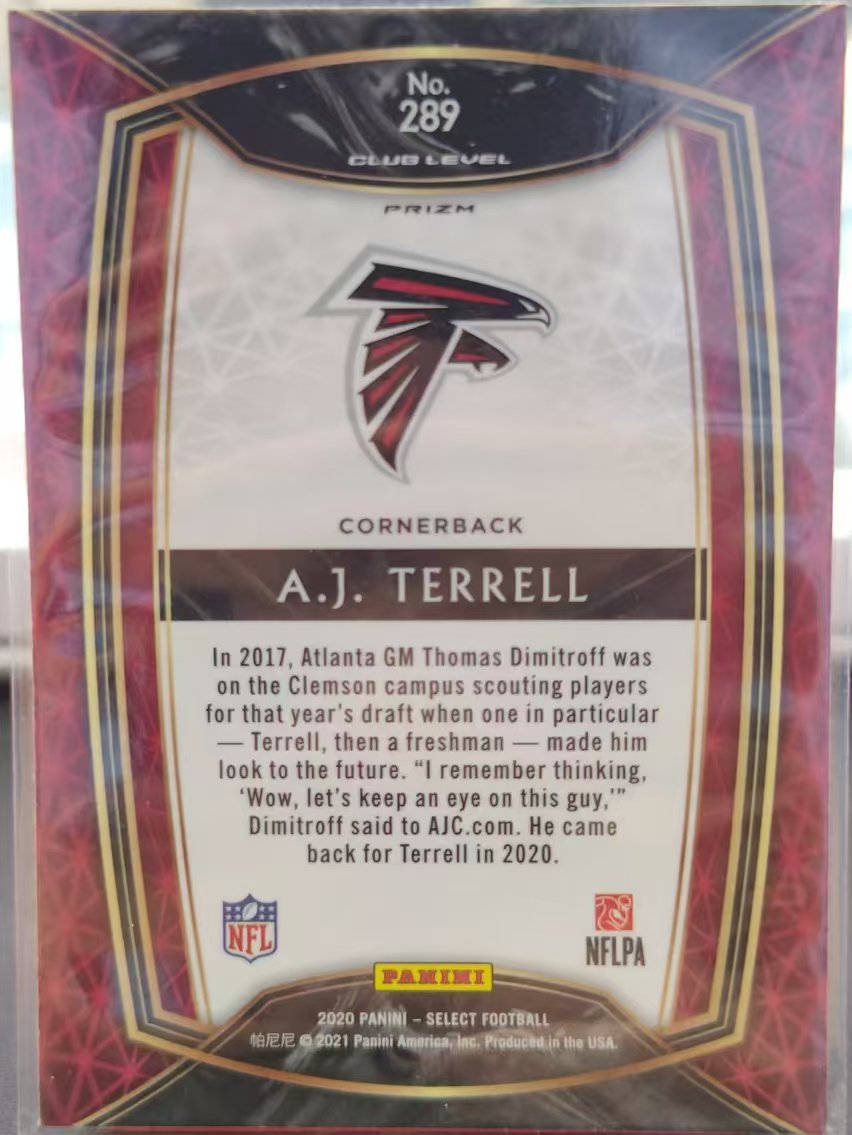 No.
289
CLUB LEVEL
PRIZM
CORNERBACK
A.J. TERRELL
In 2017, Atlanta GM Thomas Dimitroff was
on the Clemson campus scouting players
for that year's draft when one in particular
— Terrell, then a freshman — made him
look to the future. “I remember thinking,
‘Wow, let's keep an eye on this guy,’”
Dimitroff said to AJC.com. He came
back for Terrell in 2020.
NFL
NFLPA
PANINI
2020 PANINI – SELECT FOOTBALL
帕尼尼 © 2021 Panini America, Inc. Produced in the USA.